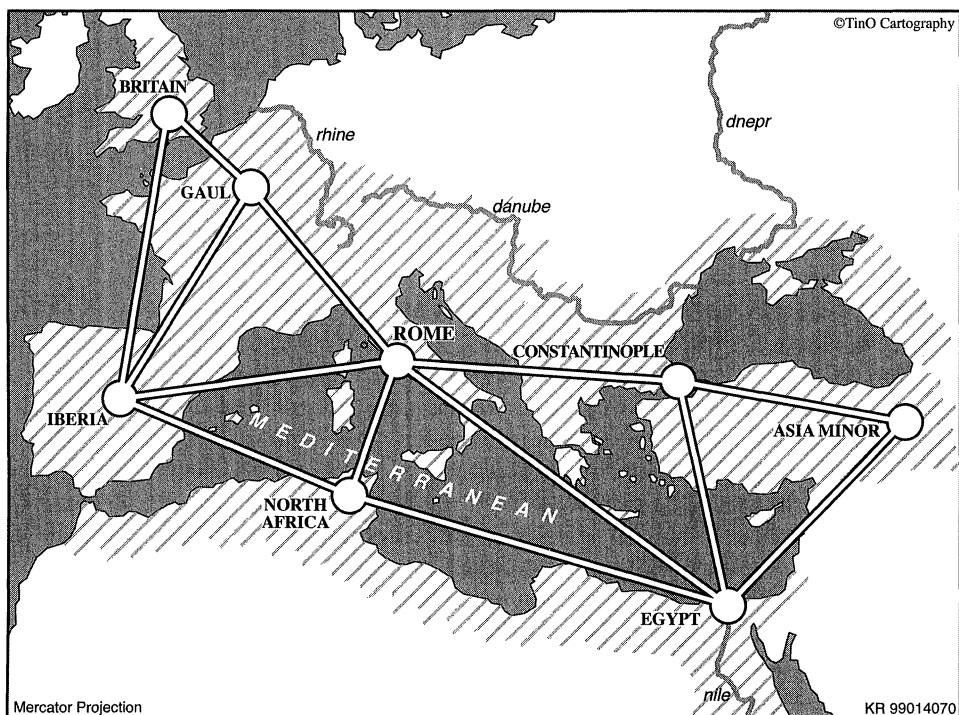 ©TinO Cartography
BRITAIN
rhine
dnepr
GAUL
danube
ROME
CONSTANTINOPLE
IBERIA
ASIA MINOR
MEDITERRANEAN
NORTH
AFRICA
EGYPT
nile
Mercator Projection
KR 99014070